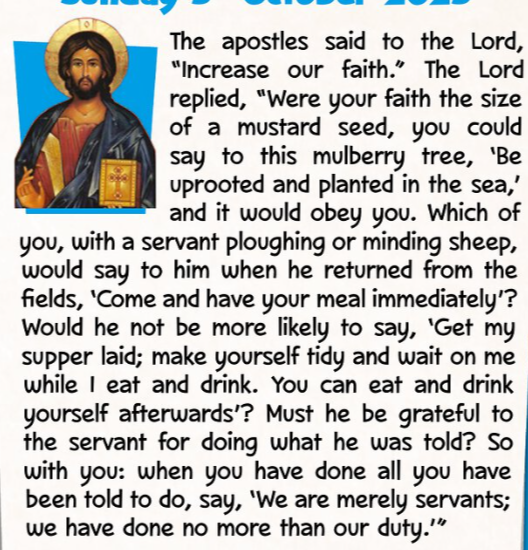 The apostles said to the Lord,
"Increase our faith." The Lord
replied, "Were your faith the size
of a mustard seed, you could
say to this mulberry tree, 'Be
uprooted and planted in the sea,'
and it would obey you. Which of
you, with a servant ploughing or minding sheep,
would say to him when he returned from the
fields, 'Come and have your meal immediately'?
Would he not be more likely to say, 'Get my
supper laid; make yourself tidy and wait on me
while I eat and drink. You can eat and drink
yourself afterwards'? Must he be grateful to
the servant for doing what he was told? So
with you: when you have done all you have
been told to do, say, 'We are merely servants;
we have done no more than our duty.'"